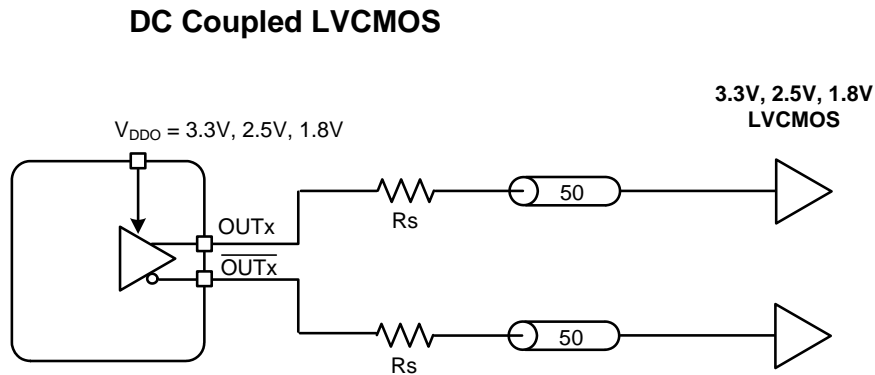 DC Coupled LVCMOS
3.3V, 2.5V, 1.8V
LVCMOS
VDDO = 3.3V, 2.5V, 1.8V
OUTx
OUTx
Rs
50
Rs
50